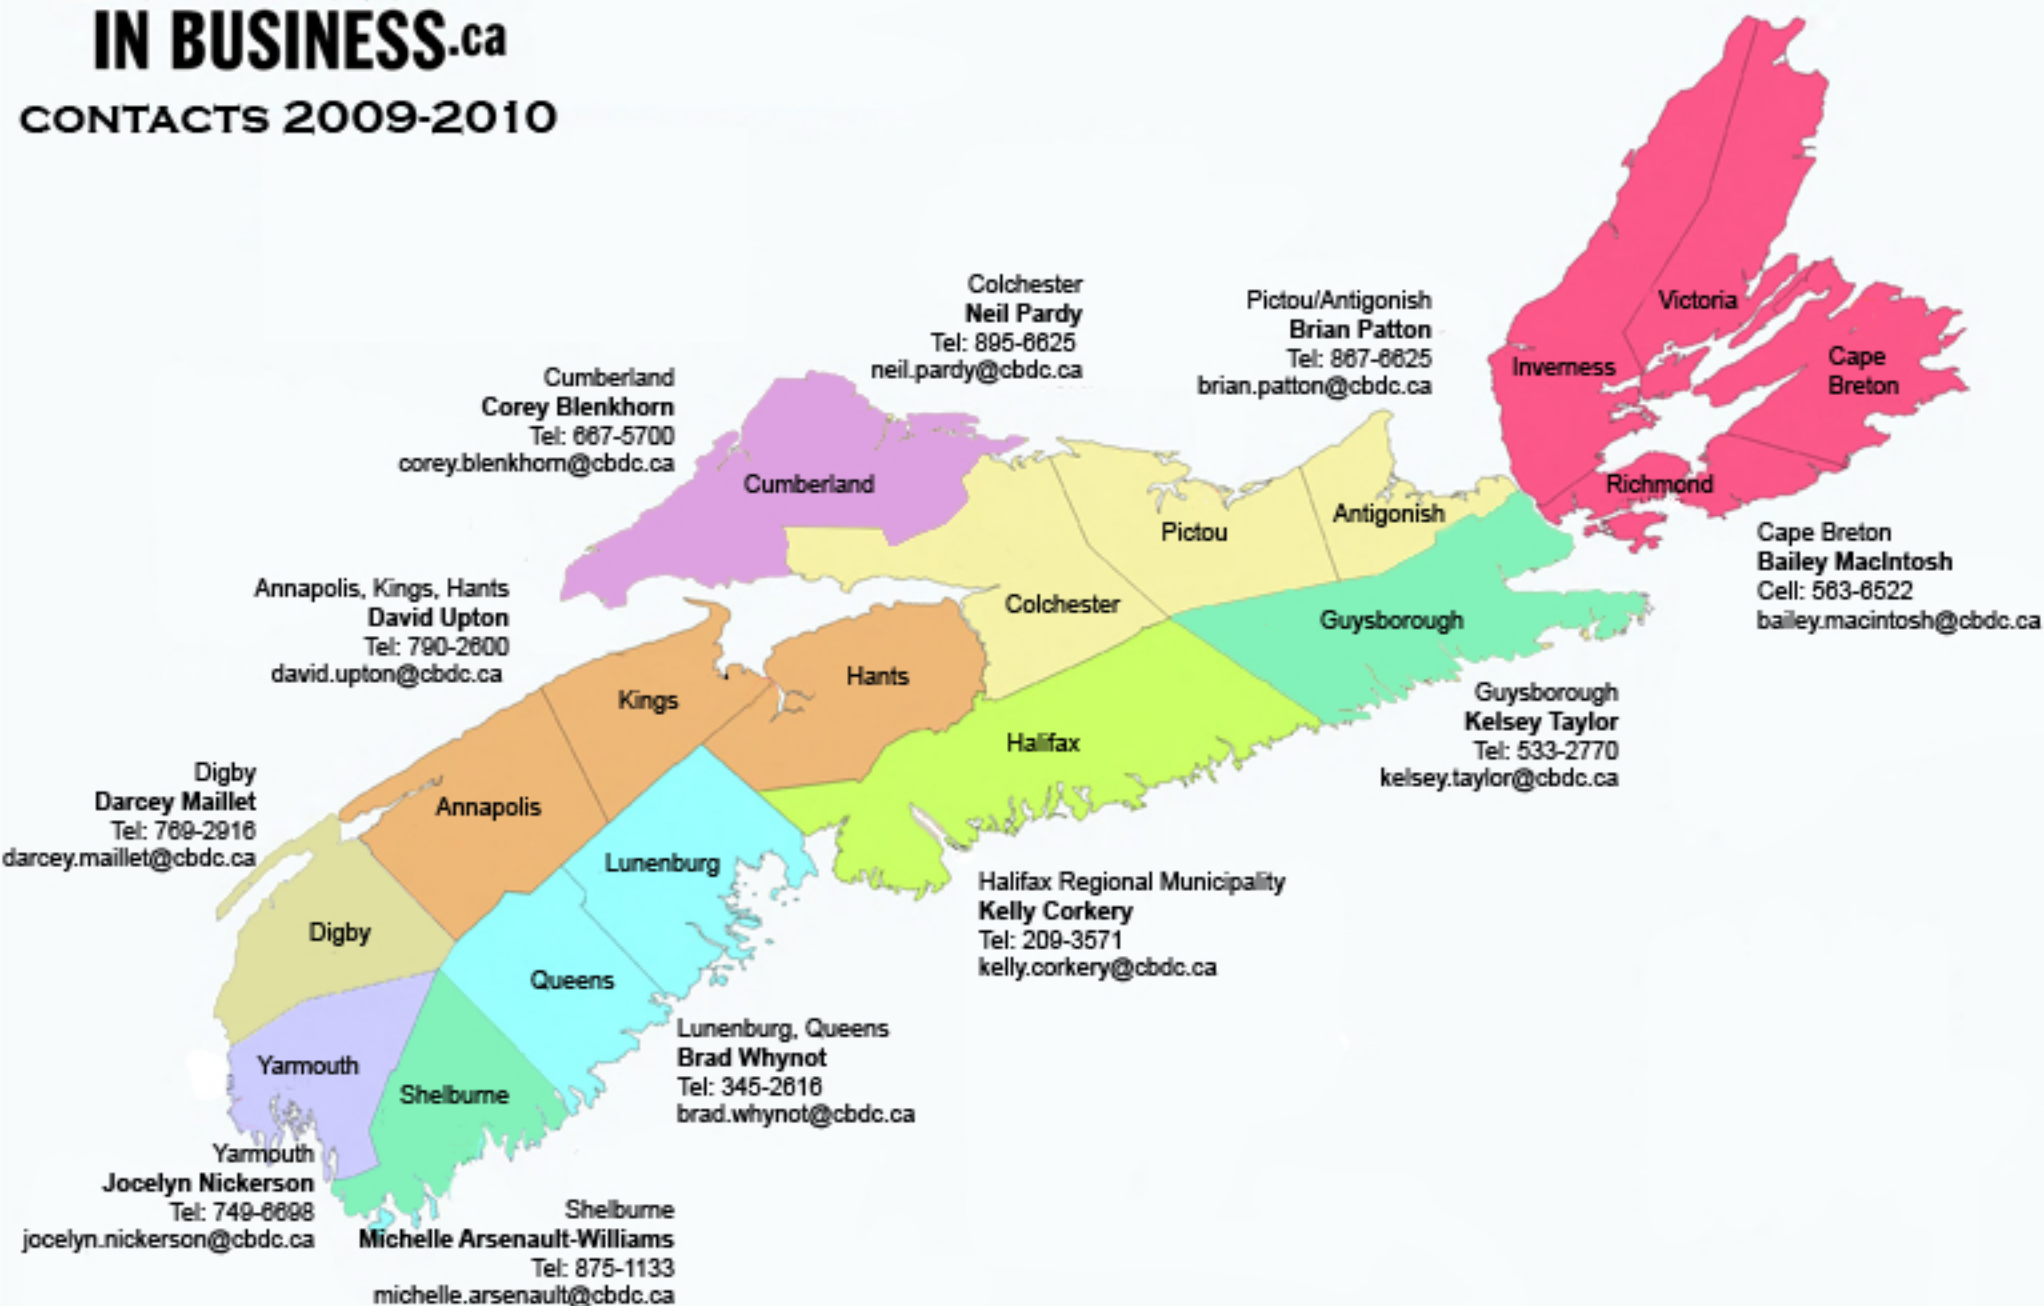 IN BUSINESS.ca
CONTACTS 2009-2010
Colchester
Neil Pardy
Tel: 895-6625
neil.pardy@cbdc.ca
Pictou/Antigonish
Brian Patton
Tel: 867-6625
brian.patton@cbdc.ca
Cumberland
Corey Blenkhorn
Tel: 667-5700
corey.blenkhorn@cbdc.ca
Victoria
Inverness
Cape
Breton
Richmond
Cumberland
Pictou
Antigonish
Colchester
Guysborough
Cape Breton
Bailey MacIntosh
Cell: 563-6522
bailey.macintosh@cbdc.ca
Annapolis, Kings, Hants
David Upton
Tel: 790-2600
david.upton@cbdc.ca
Kings
Hants
Halifax
Guysborough
Kelsey Taylor
Tel: 533-2770
kelsey.taylor@cbdc.ca
Digby
Darcey Maillet
Tel: 769-2916
darcey.maillet@cbdc.ca
Annapolis
Lunenburg
Digby
Queens
Halifax Regional Municipality
Kelly Corkery
Tel: 209-3571
kelly.corkery@cbdc.ca
Yarmouth
Shelburne
Lunenburg, Queens
Brad Whynot
Tel: 345-2616
brad.whynot@cbdc.ca
Yarmouth
Jocelyn Nickerson
Tel: 749-6698
jocelyn.nickerson@cbdc.ca
Shelburne
Michelle Arsenault-Williams
Tel: 875-1133
michelle.arsenault@cbdc.ca